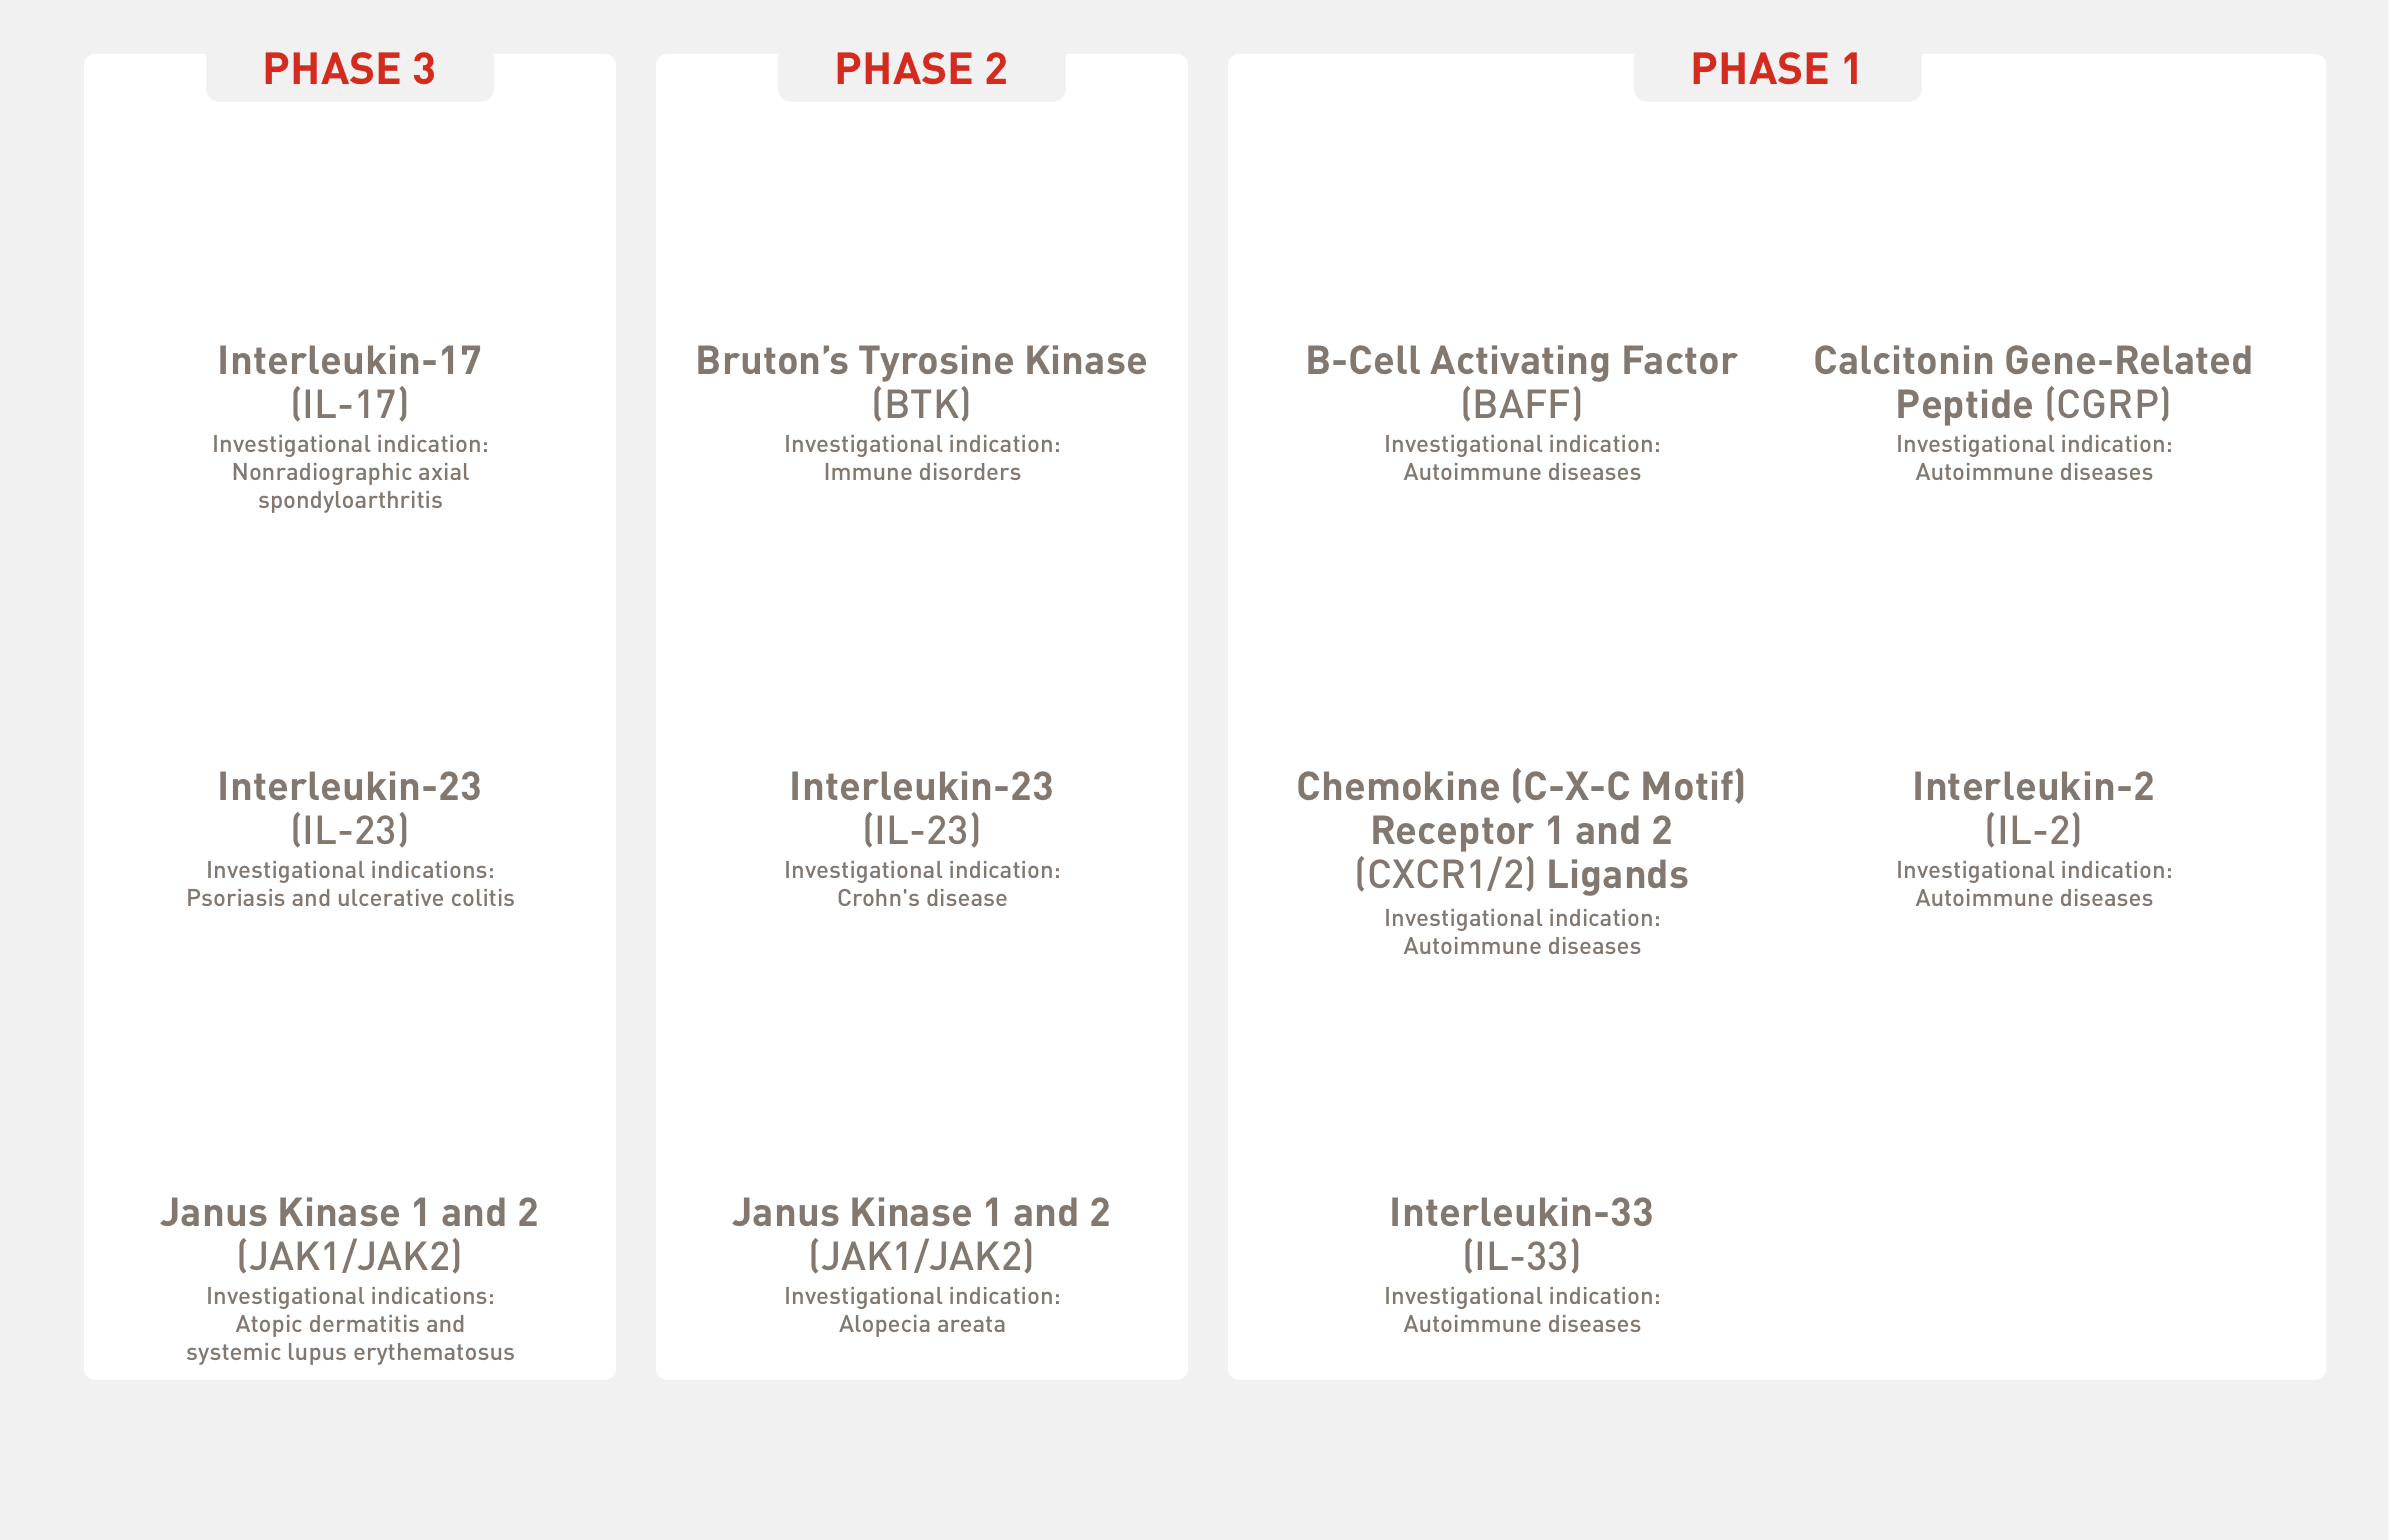 PHASE 3
Interleukin-17
(IL-17)
Investigational indication:
Nonradiographic axial
spondyloarthritis
Interleukin-23
(IL-23)
Investigational indications:
Psoriasis and ulcerative colitis
Janus Kinase 1 and 2
(JAK1/JAK2)
Investigational indications:
Atopic dermatitis and
systemic lupus erythematosus
PHASE 2
Bruton’s Tyrosine Kinase
(BTK)
Investigational indication:
Immune disorders
Interleukin-23
(IL-23)
Investigational indication:
Crohn's disease
Janus Kinase 1 and 2
(JAK1/JAK2)
Investigational indication:
Alopecia areata
PHASE 1
B-Cell Activating Factor
(BAFF)
Investigational indication:
Autoimmune diseases
Calcitonin Gene-Related
Peptide (CGRP)
Investigational indication:
Autoimmune diseases
Chemokine (C-X-C Motif)
Receptor 1 and 2
(CXCR1/2) Ligands
Investigational indication:
Autoimmune diseases
Interleukin-2
(IL-2)
Investigational indication:
Autoimmune diseases
Interleukin-33
(IL-33)
Investigational indication:
Autoimmune diseases